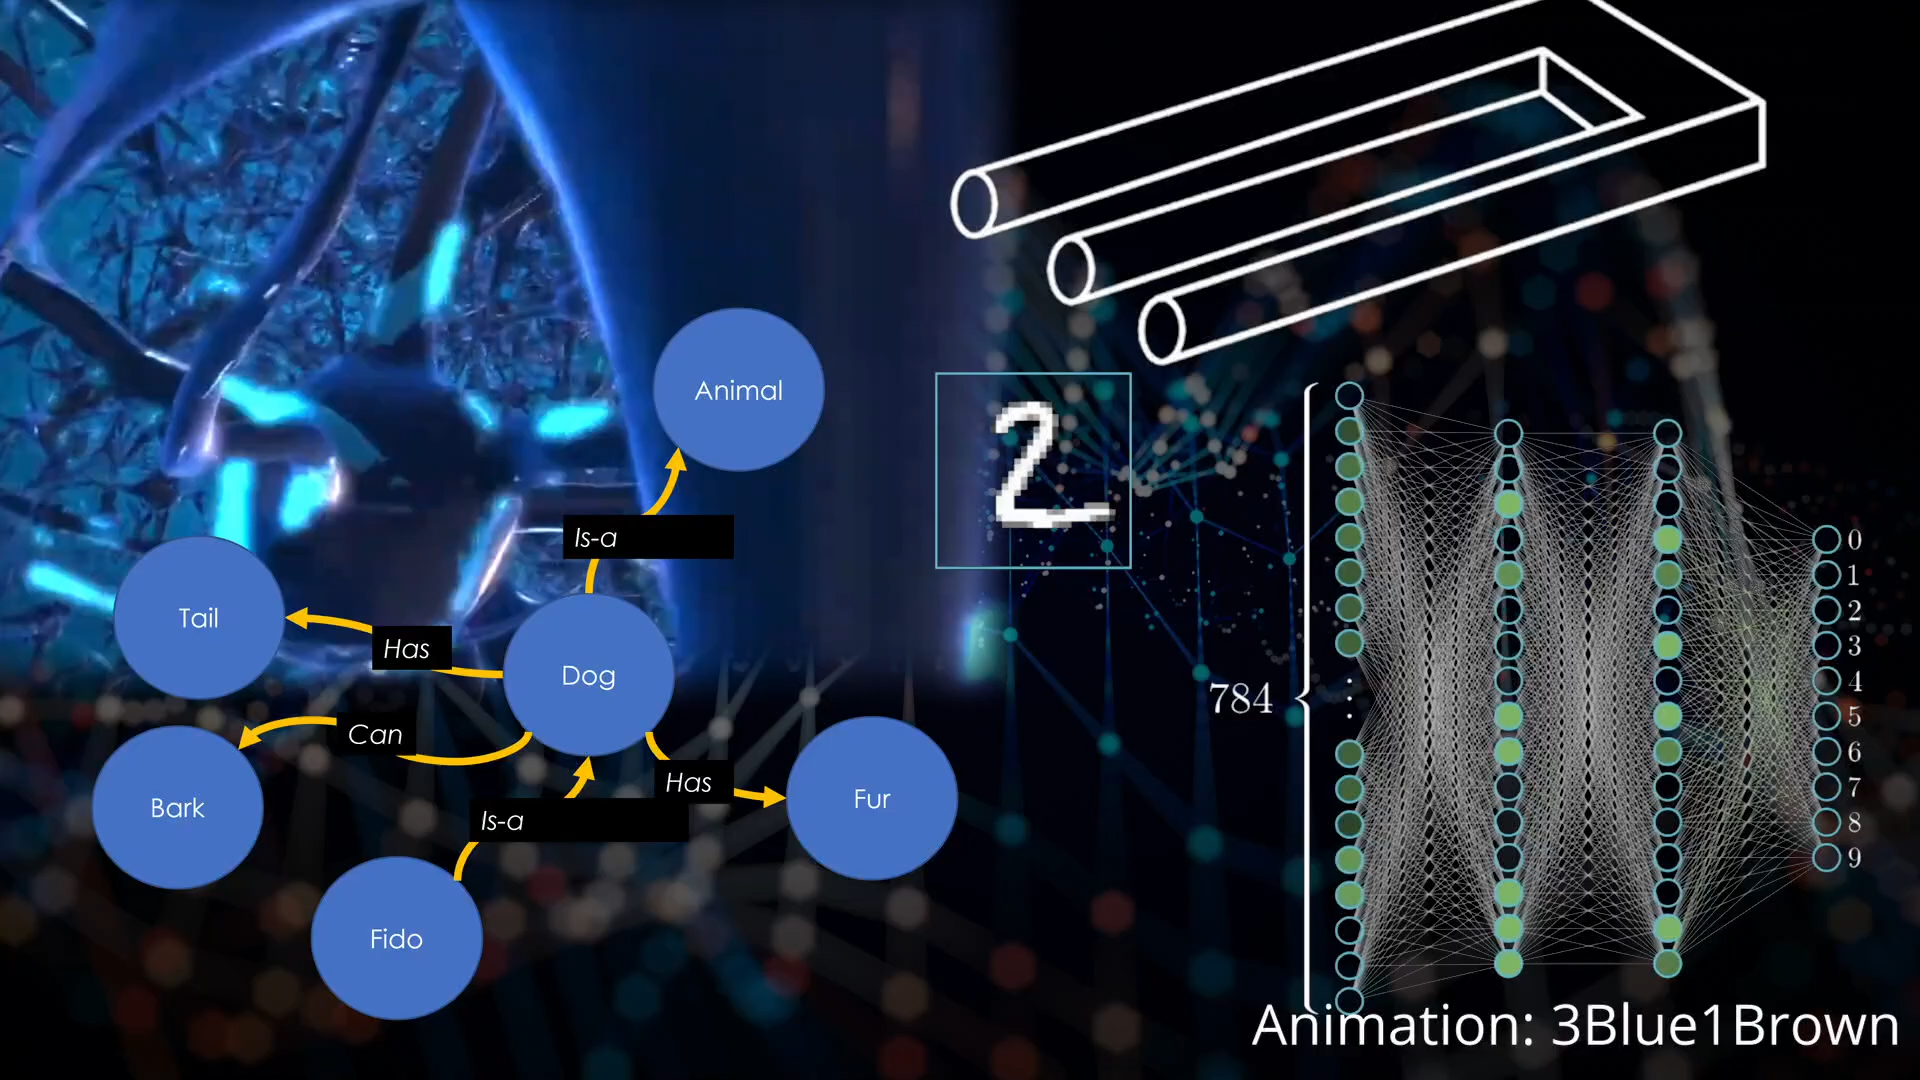 Animal
Is-a
Tail
Has
Dog
Can
Has
Bark
Is-a
Fur
Fido
2
784
0
1
2
3
4
5
6
7
8
9
Animation: 3Blue1Brown